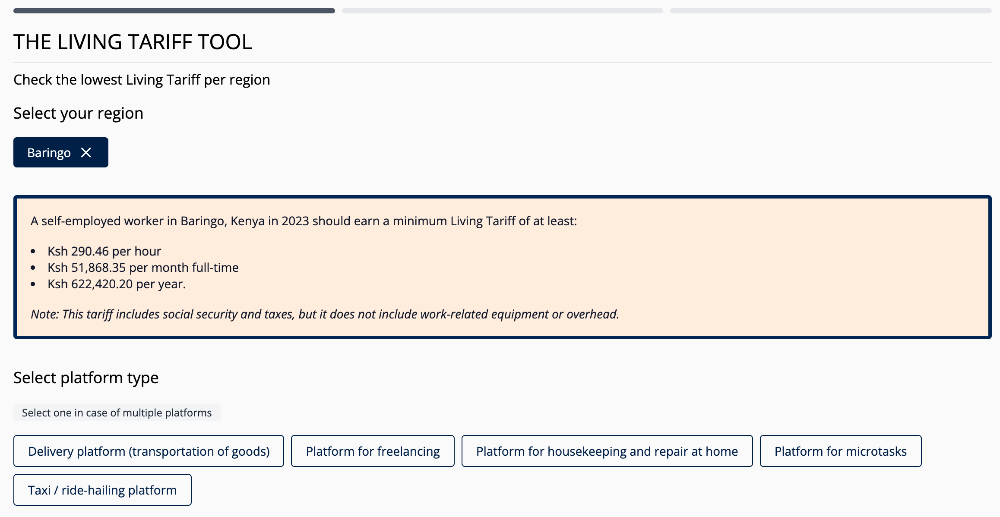 THE LIVING TARIFF TOOL
Check the lowest Living Tariff per region
Select your region
Baringo
A self-employed worker in Baringo, Kenya in 2023 should earn a minimum Living Tariff of at least:
• Ksh 290.46 per hour
• Ksh 51,868.35 per month full-time
• Ksh 622,420.20 per year.
Note: This tariff includes social security and taxes, but it does not include work-related equipment or overhead.
Select platform type
Select one in case of multiple platforms
Delivery platform (transportation of goods) Platform for freelancing Platform for housekeeping and repair at home Platform for microtasks
Taxi / ride-hailing platform